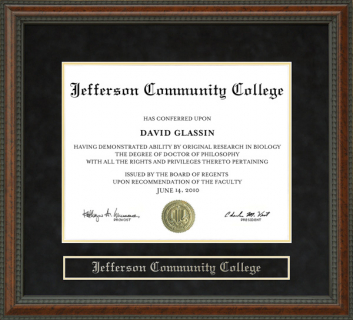 Jefferson Community College
HAS CONFERRED UPON
DAVID GLASSIN
HAVING DEMONSTRATED ABILITY BY ORIGINAL RESEARCH IN BIOLOGY
THE DEGREE OF DOCTOR OF PHILOSOPHY
WITH ALL THE RIGHTS AND PRIVILEGES THERETO PERTAINING
ISSUED BY THE BOARD OF REGENTS
UPON RECOMMENDATION OF THE FACULTY
JUNE 14, 2010
PROVOST
PRESIDENT
Jefferson Community College